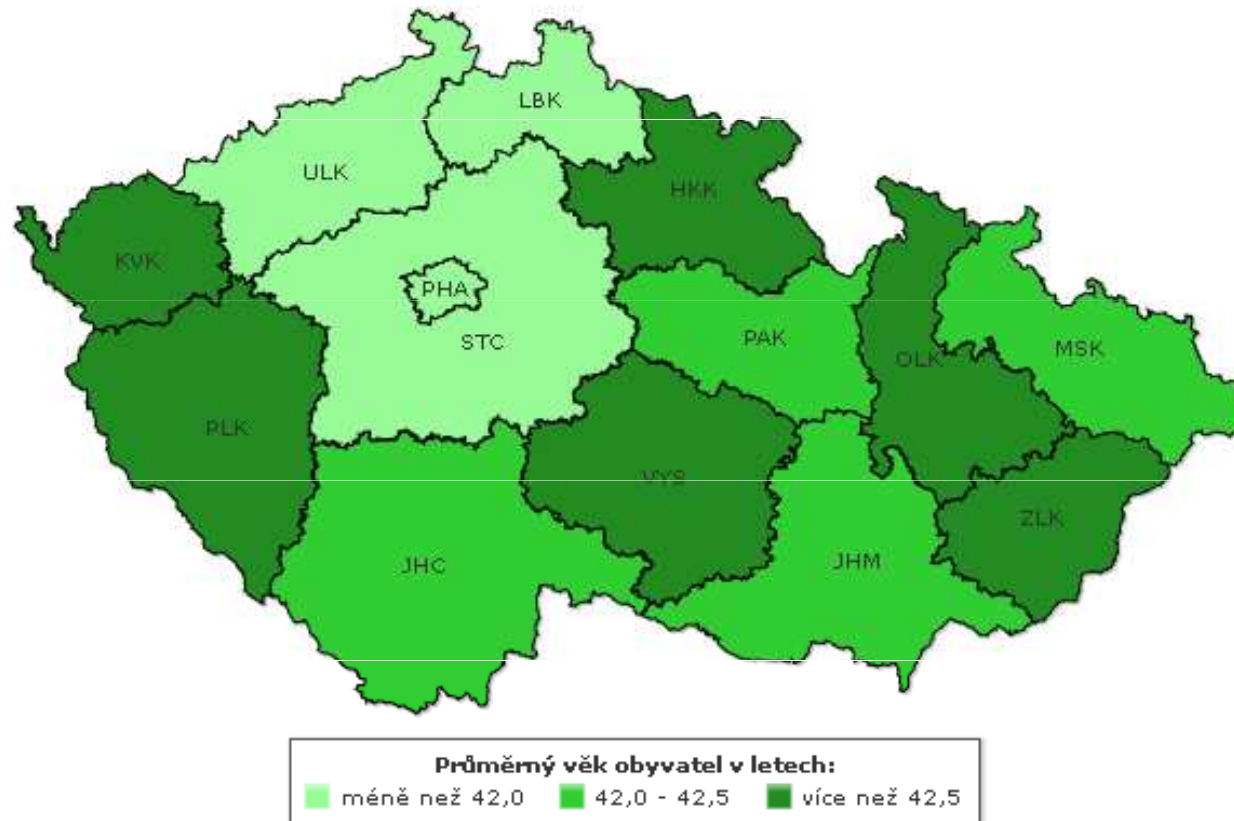 LBK
ULK
HKK
KVK
PHA
STC
PAK
OLK
MSK
PLK
VYS
ZLK
JHC
JHM
Průměrný věk obyvatel v letech:
méně než 42,0 42,0 - 42,5 více než 42,5